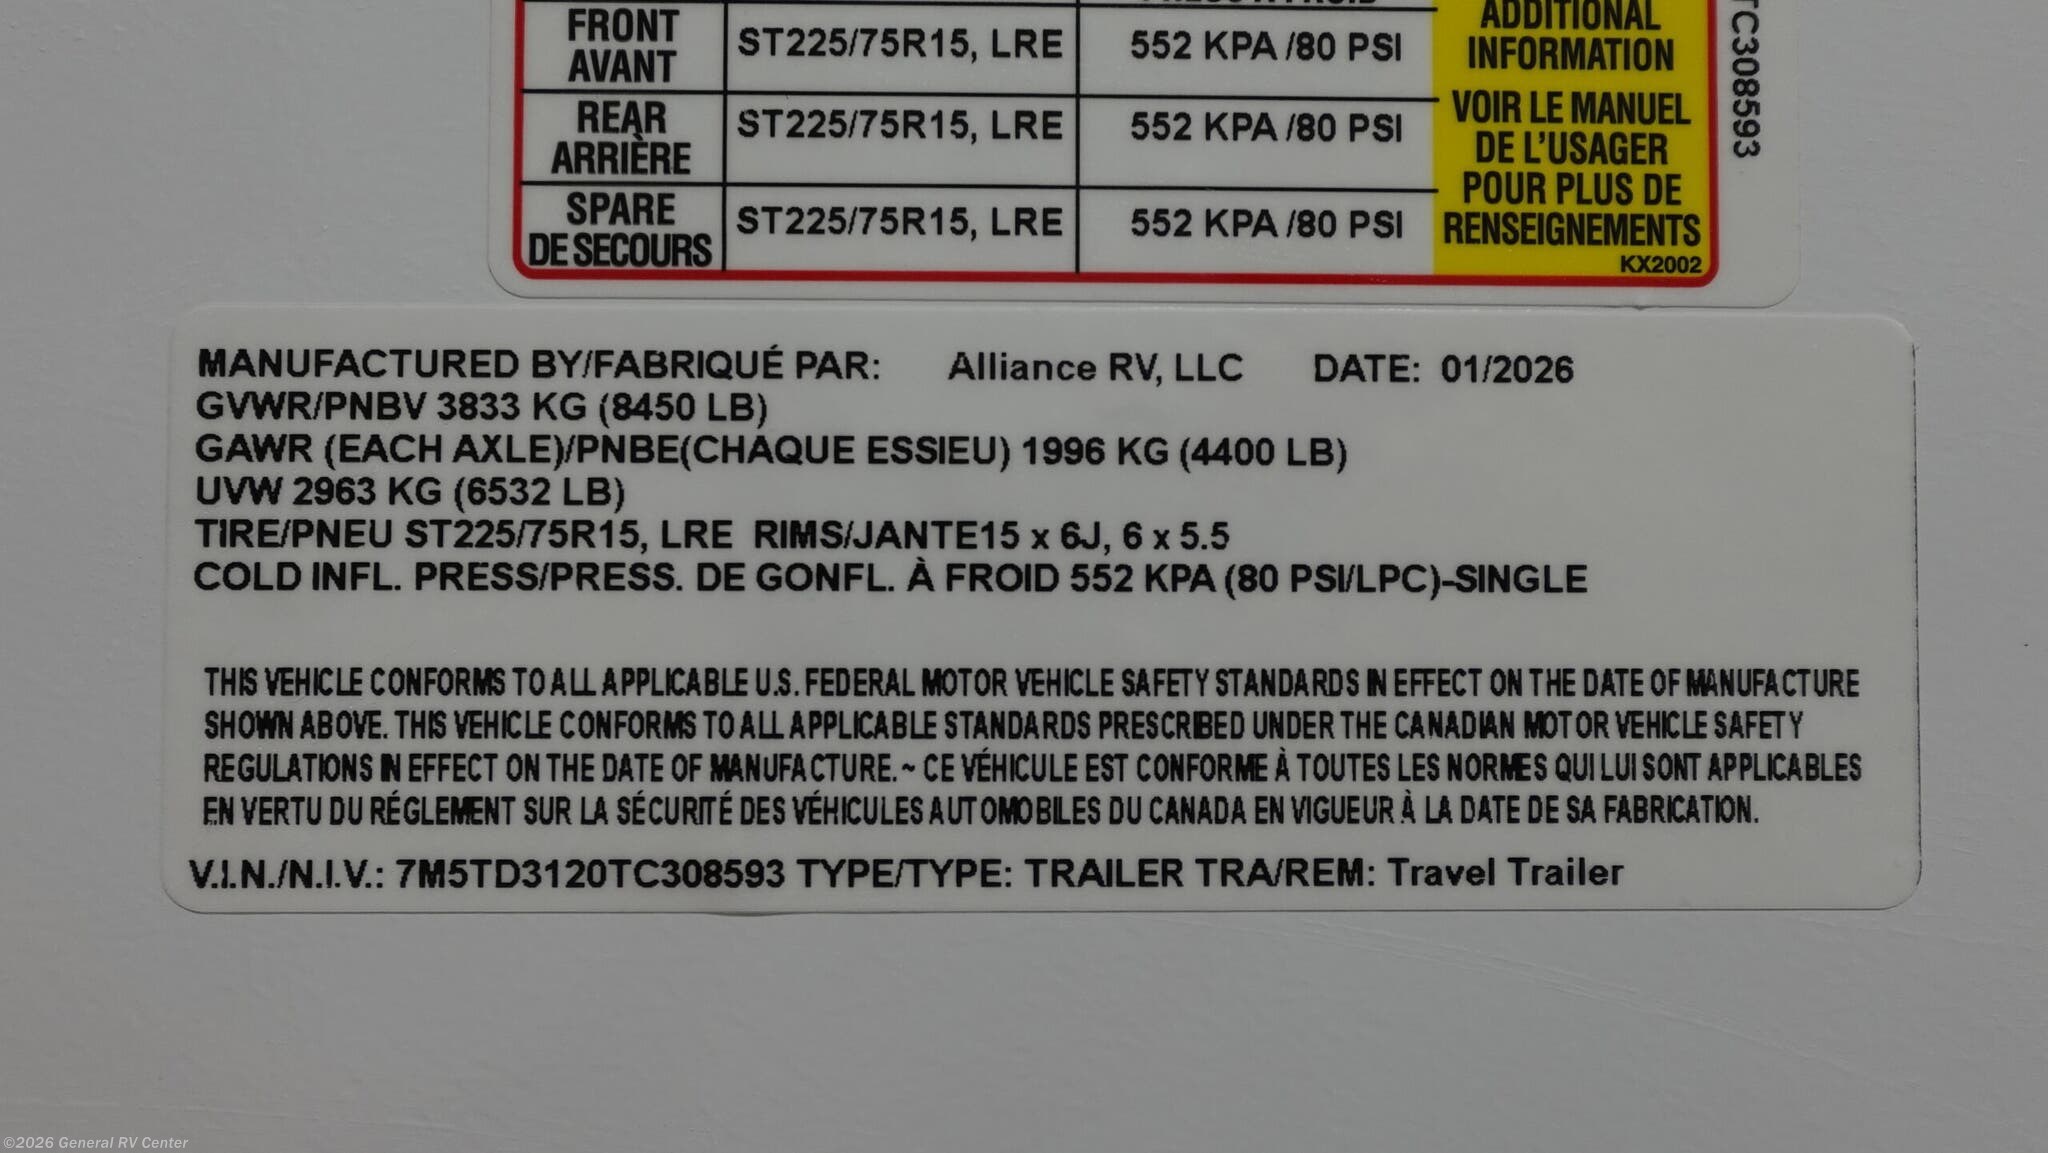 FRONT
AVANT
ST225/75R15, LRE
552 KPA /80 PSI
REAR
ARRIÈRE
ST225/75R15, LRE
552 KPA /80 PSI
SPARE
DE SECOURS
ST225/75R15, LRE
552 KPA /80 PSI
ADDITIONAL
INFORMATION
VOIR LE MANUEL
DE L'USAGER
POUR PLUS DE
RENSEIGNEMENTS
KX2002
TC308593
MANUFACTURED BY/FABRIQUÉ PAR: Alliance RV, LLC DATE: 01/2026
GVWR/PNBV 3833 KG (8450 LB)
GAWR (EACH AXLE)/PNBE(CHAQUE ESSIEU) 1996 KG (4400 LB)
UVW 2963 KG (6532 LB)
TIRE/PNEU ST225/75R15, LRE RIMS/JANTE15 x 6J, 6 x 5.5
COLD INFL. PRESS/PRESS. DE GONFL. À FROID 552 KPA (80 PSI/LPC)-SINGLE
THIS VEHICLE CONFORMS TO ALL APPLICABLE U.S. FEDERAL MOTOR VEHICLE SAFETY STANDARDS IN EFFECT ON THE DATE OF MANUFACTURE
SHOWN ABOVE. THIS VEHICLE CONFORMS TO ALL APPLICABLE STANDARDS PRESCRIBED UNDER THE CANADIAN MOTOR VEHICLE SAFETY
REGULATIONS IN EFFECT ON THE DATE OF MANUFACTURE. ~ CE VÉHICULE EST CONFORME À TOUTES LES NORMES QUI LUI SONT APPLICABLES
EN VERTU DU RÉGLEMENT SUR LA SÉCURITÉ DES VÉHICULES AUTOMOBILES DU CANADA EN VIGUEUR À LA DATE DE SA FABRICATION.
V.I.N./N.I.V.: 7M5TD3120TC308593 TYPE/TYPE: TRAILER TRA/REM: Travel Trailer
©2026 General RV Center